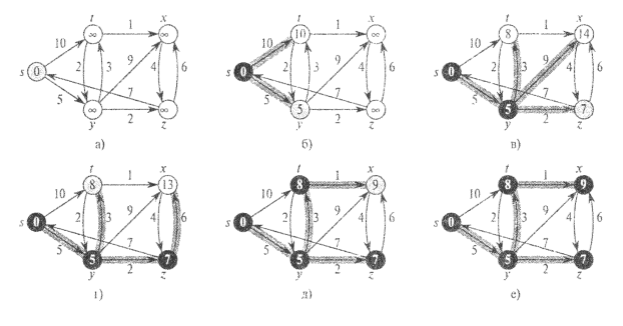 t 1 x
10
s 0 ∞ ∞
2 3 9 4 6
5 7
∞ 2 ∞
y z
а)
t 1 x
10 10 ∞
s 0 2 3 9 4 6
5 7
5 2 ∞
y z
б)
t 1 x
10 8 14
s 0 2 3 9 4 6
5 7
5 2 7
y z
в)
t 1 x
10 8 13
s 0 2 3 9 4 6
5 7
5 2 7
y z
г)
t 1 x
10 8 9
s 0 2 3 9 4 6
5 7
5 2 7
y z
д)
t 1 x
10 8 9
s 0 2 3 9 4 6
5 7
5 2 7
y z
е)